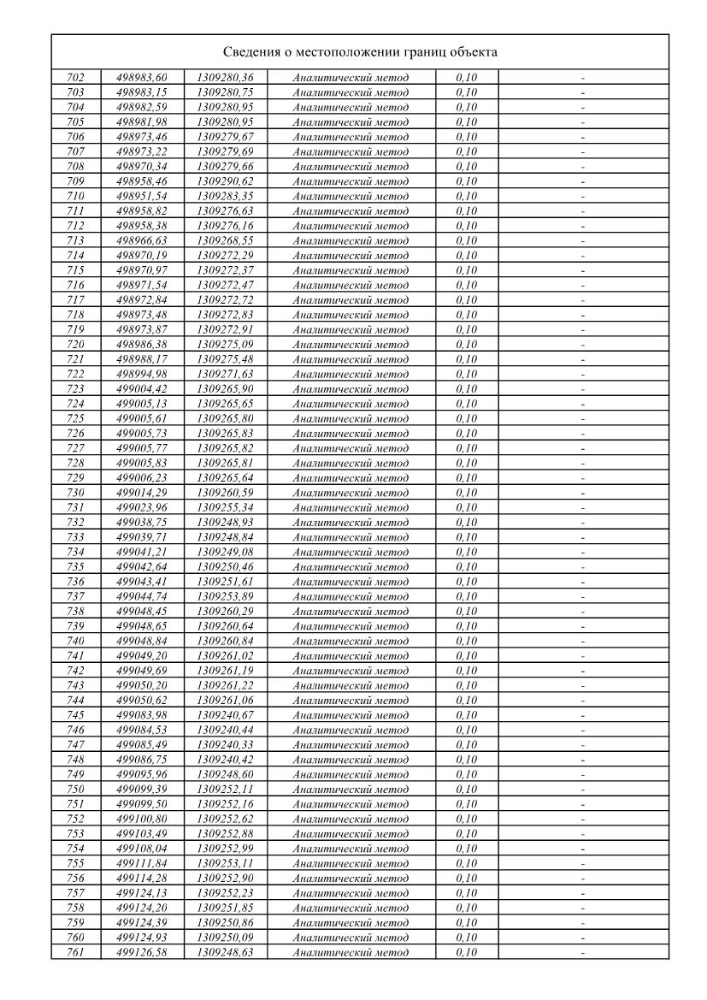 Сведения о местоположении границ объекта
702 498983,60 1309280,36 Аналитический метод 0,10 -
703 498983,15 1309280,75 Аналитический метод 0,10 -
704 498982,59 1309280,95 Аналитический метод 0,10 -
705 498981,98 1309280,95 Аналитический метод 0,10 -
706 498973,46 1309279,67 Аналитический метод 0,10 -
707 498973,22 1309279,69 Аналитический метод 0,10 -
708 498970,34 1309279,66 Аналитический метод 0,10 -
709 498958,46 1309290,62 Аналитический метод 0,10 -
710 498951,54 1309283,35 Аналитический метод 0,10 -
711 498958,82 1309276,63 Аналитический метод 0,10 -
712 498958,38 1309276,16 Аналитический метод 0,10 -
713 498966,63 1309268,55 Аналитический метод 0,10 -
714 498970,19 1309272,29 Аналитический метод 0,10 -
715 498970,97 1309272,37 Аналитический метод 0,10 -
716 498971,54 1309272,47 Аналитический метод 0,10 -
717 498972,84 1309272,72 Аналитический метод 0,10 -
718 498973,48 1309272,83 Аналитический метод 0,10 -
719 498973,87 1309272,91 Аналитический метод 0,10 -
720 498986,38 1309275,09 Аналитический метод 0,10 -
721 498988,17 1309275,48 Аналитический метод 0,10 -
722 498994,98 1309271,63 Аналитический метод 0,10 -
723 499004,42 1309265,90 Аналитический метод 0,10 -
724 499005,13 1309265,65 Аналитический метод 0,10 -
725 499005,61 1309265,80 Аналитический метод 0,10 -
726 499005,73 1309265,83 Аналитический метод 0,10 -
727 499005,77 1309265,82 Аналитический метод 0,10 -
728 499005,83 1309265,81 Аналитический метод 0,10 -
729 499006,23 1309265,64 Аналитический метод 0,10 -
730 499014,29 1309260,59 Аналитический метод 0,10 -
731 499023,96 1309255,34 Аналитический метод 0,10 -
732 499038,75 1309248,93 Аналитический метод 0,10 -
733 499039,71 1309248,84 Аналитический метод 0,10 -
734 499041,21 1309249,08 Аналитический метод 0,10 -
735 499042,64 1309250,46 Аналитический метод 0,10 -
736 499043,41 1309251,61 Аналитический метод 0,10 -
737 499044,74 1309253,89 Аналитический метод 0,10 -
738 499048,45 1309260,29 Аналитический метод 0,10 -
739 499048,65 1309260,64 Аналитический метод 0,10 -
740 499048,84 1309260,84 Аналитический метод 0,10 -
741 499049,20 1309261,02 Аналитический метод 0,10 -
742 499049,69 1309261,19 Аналитический метод 0,10 -
743 499050,20 1309261,22 Аналитический метод 0,10 -
744 499050,62 1309261,06 Аналитический метод 0,10 -
745 499083,98 1309240,67 Аналитический метод 0,10 -
746 499084,53 1309240,44 Аналитический метод 0,10 -
747 499085,49 1309240,33 Аналитический метод 0,10 -
748 499086,75 1309240,42 Аналитический метод 0,10 -
749 499095,96 1309248,60 Аналитический метод 0,10 -
750 499099,39 1309252,11 Аналитический метод 0,10 -
751 499099,50 1309252,16 Аналитический метод 0,10 -
752 499100,80 1309252,62 Аналитический метод 0,10 -
753 499103,49 1309252,88 Аналитический метод 0,10 -
754 499108,04 1309252,99 Аналитический метод 0,10 -
755 499111,84 1309253,11 Аналитический метод 0,10 -
756 499114,28 1309252,90 Аналитический метод 0,10 -
757 499124,13 1309252,23 Аналитический метод 0,10 -
758 499124,20 1309251,85 Аналитический метод 0,10 -
759 499124,39 1309250,86 Аналитический метод 0,10 -
760 499124,93 1309250,09 Аналитический метод 0,10 -
761 499126,58 1309248,63 Аналитический метод 0,10 -